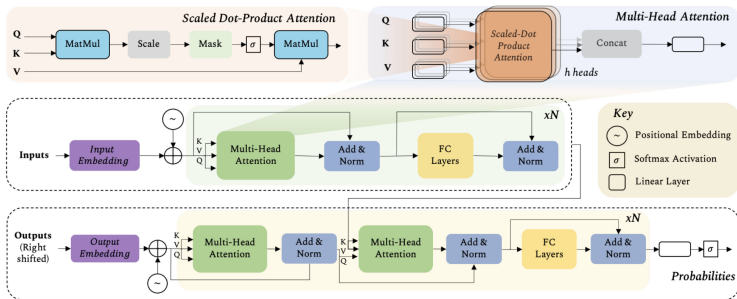 Scaled Dot-Product Attention
Q
K
V
MatMul
Scale
Mask
σ
MatMul
Multi-Head Attention
Q
K
V
Scaled-Dot
Product
Attention
h heads
Concat
xN
Inputs
Input
Embedding
~
K
V
Q
Multi-Head
Attention
Add &
Norm
FC
Layers
Add &
Norm
Key
~ Positional Embedding
σ Softmax Activation
Linear Layer
xN
Outputs
(Right
shifted)
Output
Embedding
~
K
V
Q
Multi-Head
Attention
Add &
Norm
K
V
Q
Multi-Head
Attention
Add &
Norm
FC
Layers
Add &
Norm
σ
Probabilities